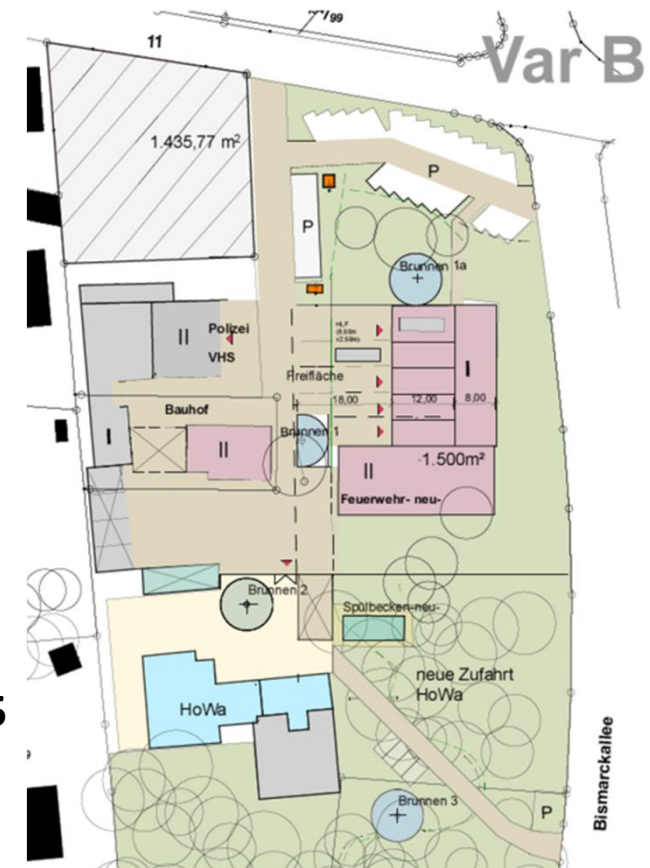 99
11
Var B
1.435,77 m²
P
P
Brunnen 1a
II
Polizei
VHS
HLF
I
Freifläche
18,00
12,00
8,00
Bauhof
Brunnen 1
I
II
II
1.500m²
Feuerwehr- neu-
Brunnen 2
Spülbecken-neu-
neue Zufahrt
HoWa
HoWa
5
Bismarckallee
Brunnen 3
P